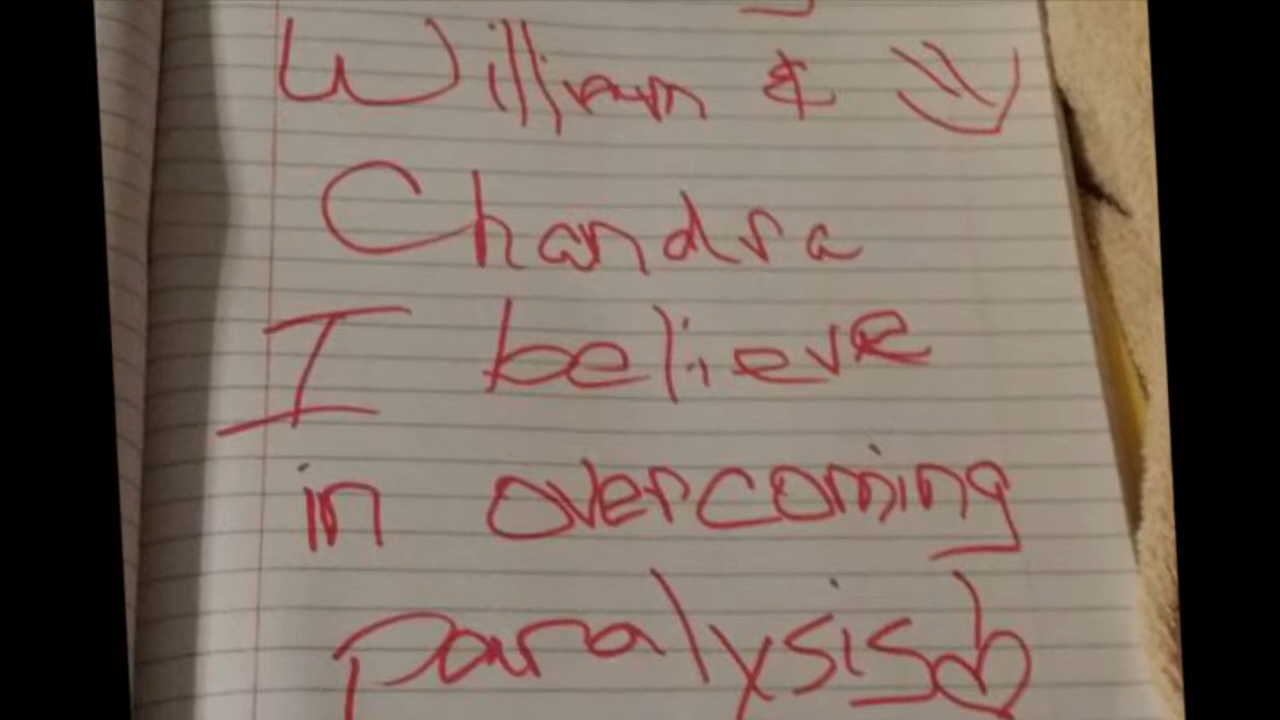 William &
Chandra
I believe
in overcoming
paralysis